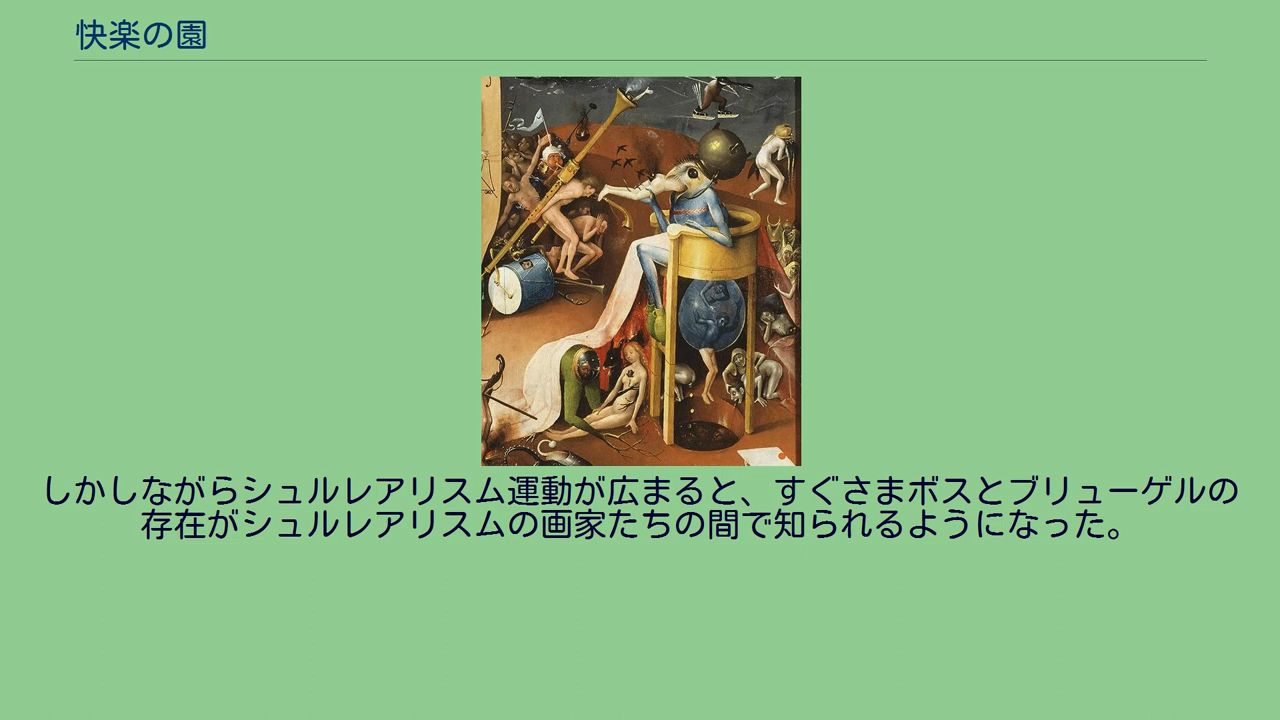 快楽の園
しかしながらシュルレアリスム運動が広まると、すぐさまボスとブリューゲルの
存在がシュルレアリスムの画家たちの間で知られるようになった。